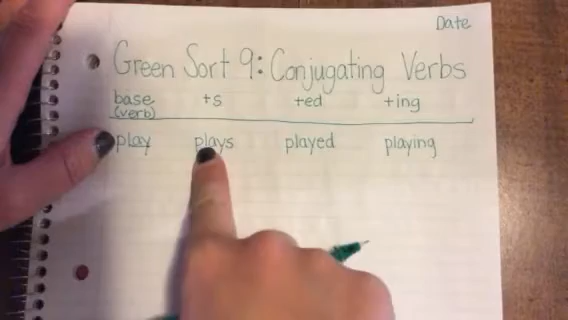 Date
Green Sort 9: Conjugating Verbs
base +s +ed +ing
(verb)
play plays played playing